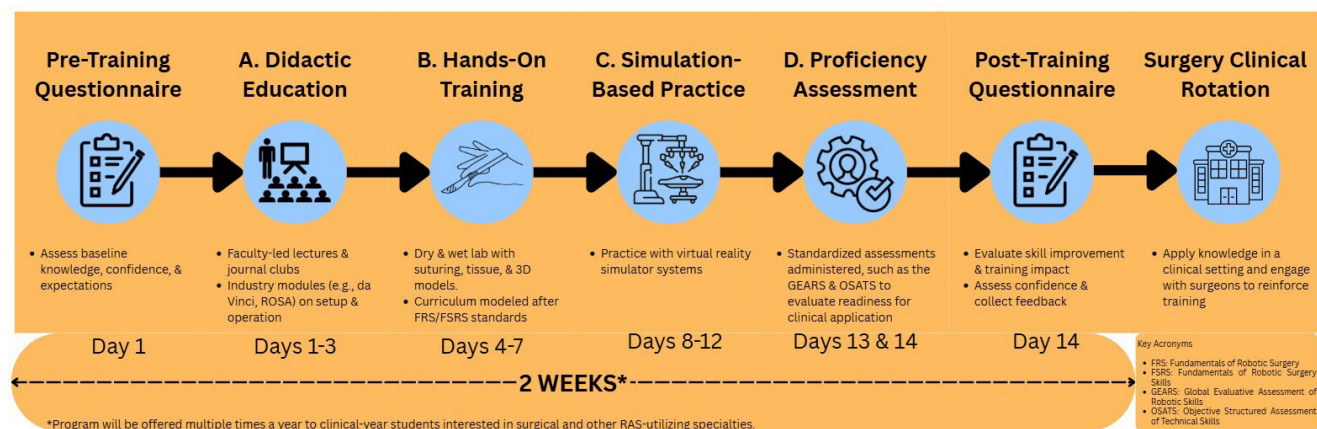 Pre-Training
Questionnaire
A. Didactic
Education
B. Hands-On
Training
C. Simulation-
Based Practice
D. Proficiency
Assessment
Post-Training
Questionnaire
Surgery Clinical
Rotation
• Assess baseline
knowledge, confidence, &
expectations
• Faculty-led lectures &
journal clubs
• Industry modules (e.g., da
Vinci, ROSA) on setup &
operation
• Dry & wet lab with
suturing, tissue, & 3D
models.
• Curriculum modeled after
FRS/FSRS standards
• Practice with virtual reality
simulator systems
• Standardized assessments
administered, such as the
GEARS & OSATS to
evaluate readiness for
clinical application
• Evaluate skill improvement
& training impact
• Assess confidence &
collect feedback
• Apply knowledge in a
clinical setting and engage
with surgeons to reinforce
training
Day 1
Days 1-3
Days 4-7
Days 8-12
Days 13 & 14
Day 14
2 WEEKS*
*Program will be offered multiple times a year to clinical-year students interested in surgical and other RAS-utilizing specialties.
Key Acronyms
• FRS: Fundamentals of Robotic Surgery
• FSRS: Fundamentals of Robotic Surgery
Skills
• GEARS: Global Evaluative Assessment of
Robotic Skills
• OSATS: Objective Structured Assessment
of Technical Skills